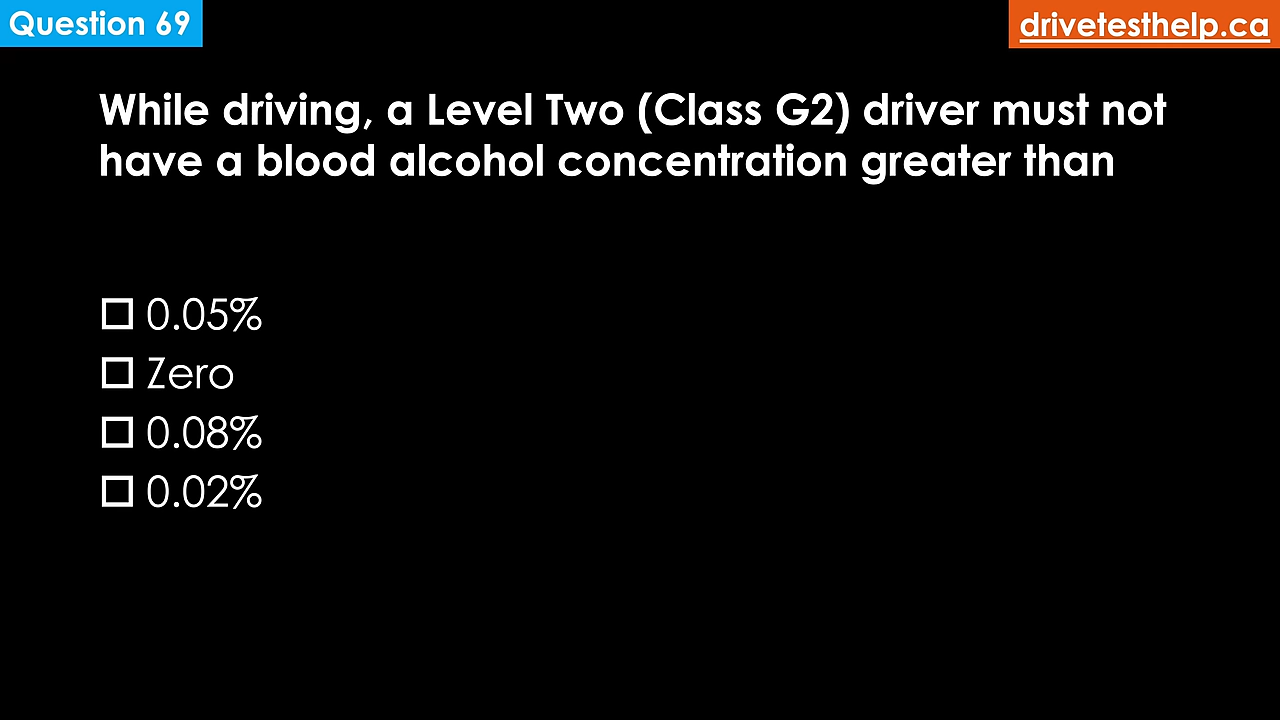 Question 69
drivetesthelp.ca
While driving, a Level Two (Class G2) driver must not
have a blood alcohol concentration greater than
0.05%
Zero
0.08%
0.02%